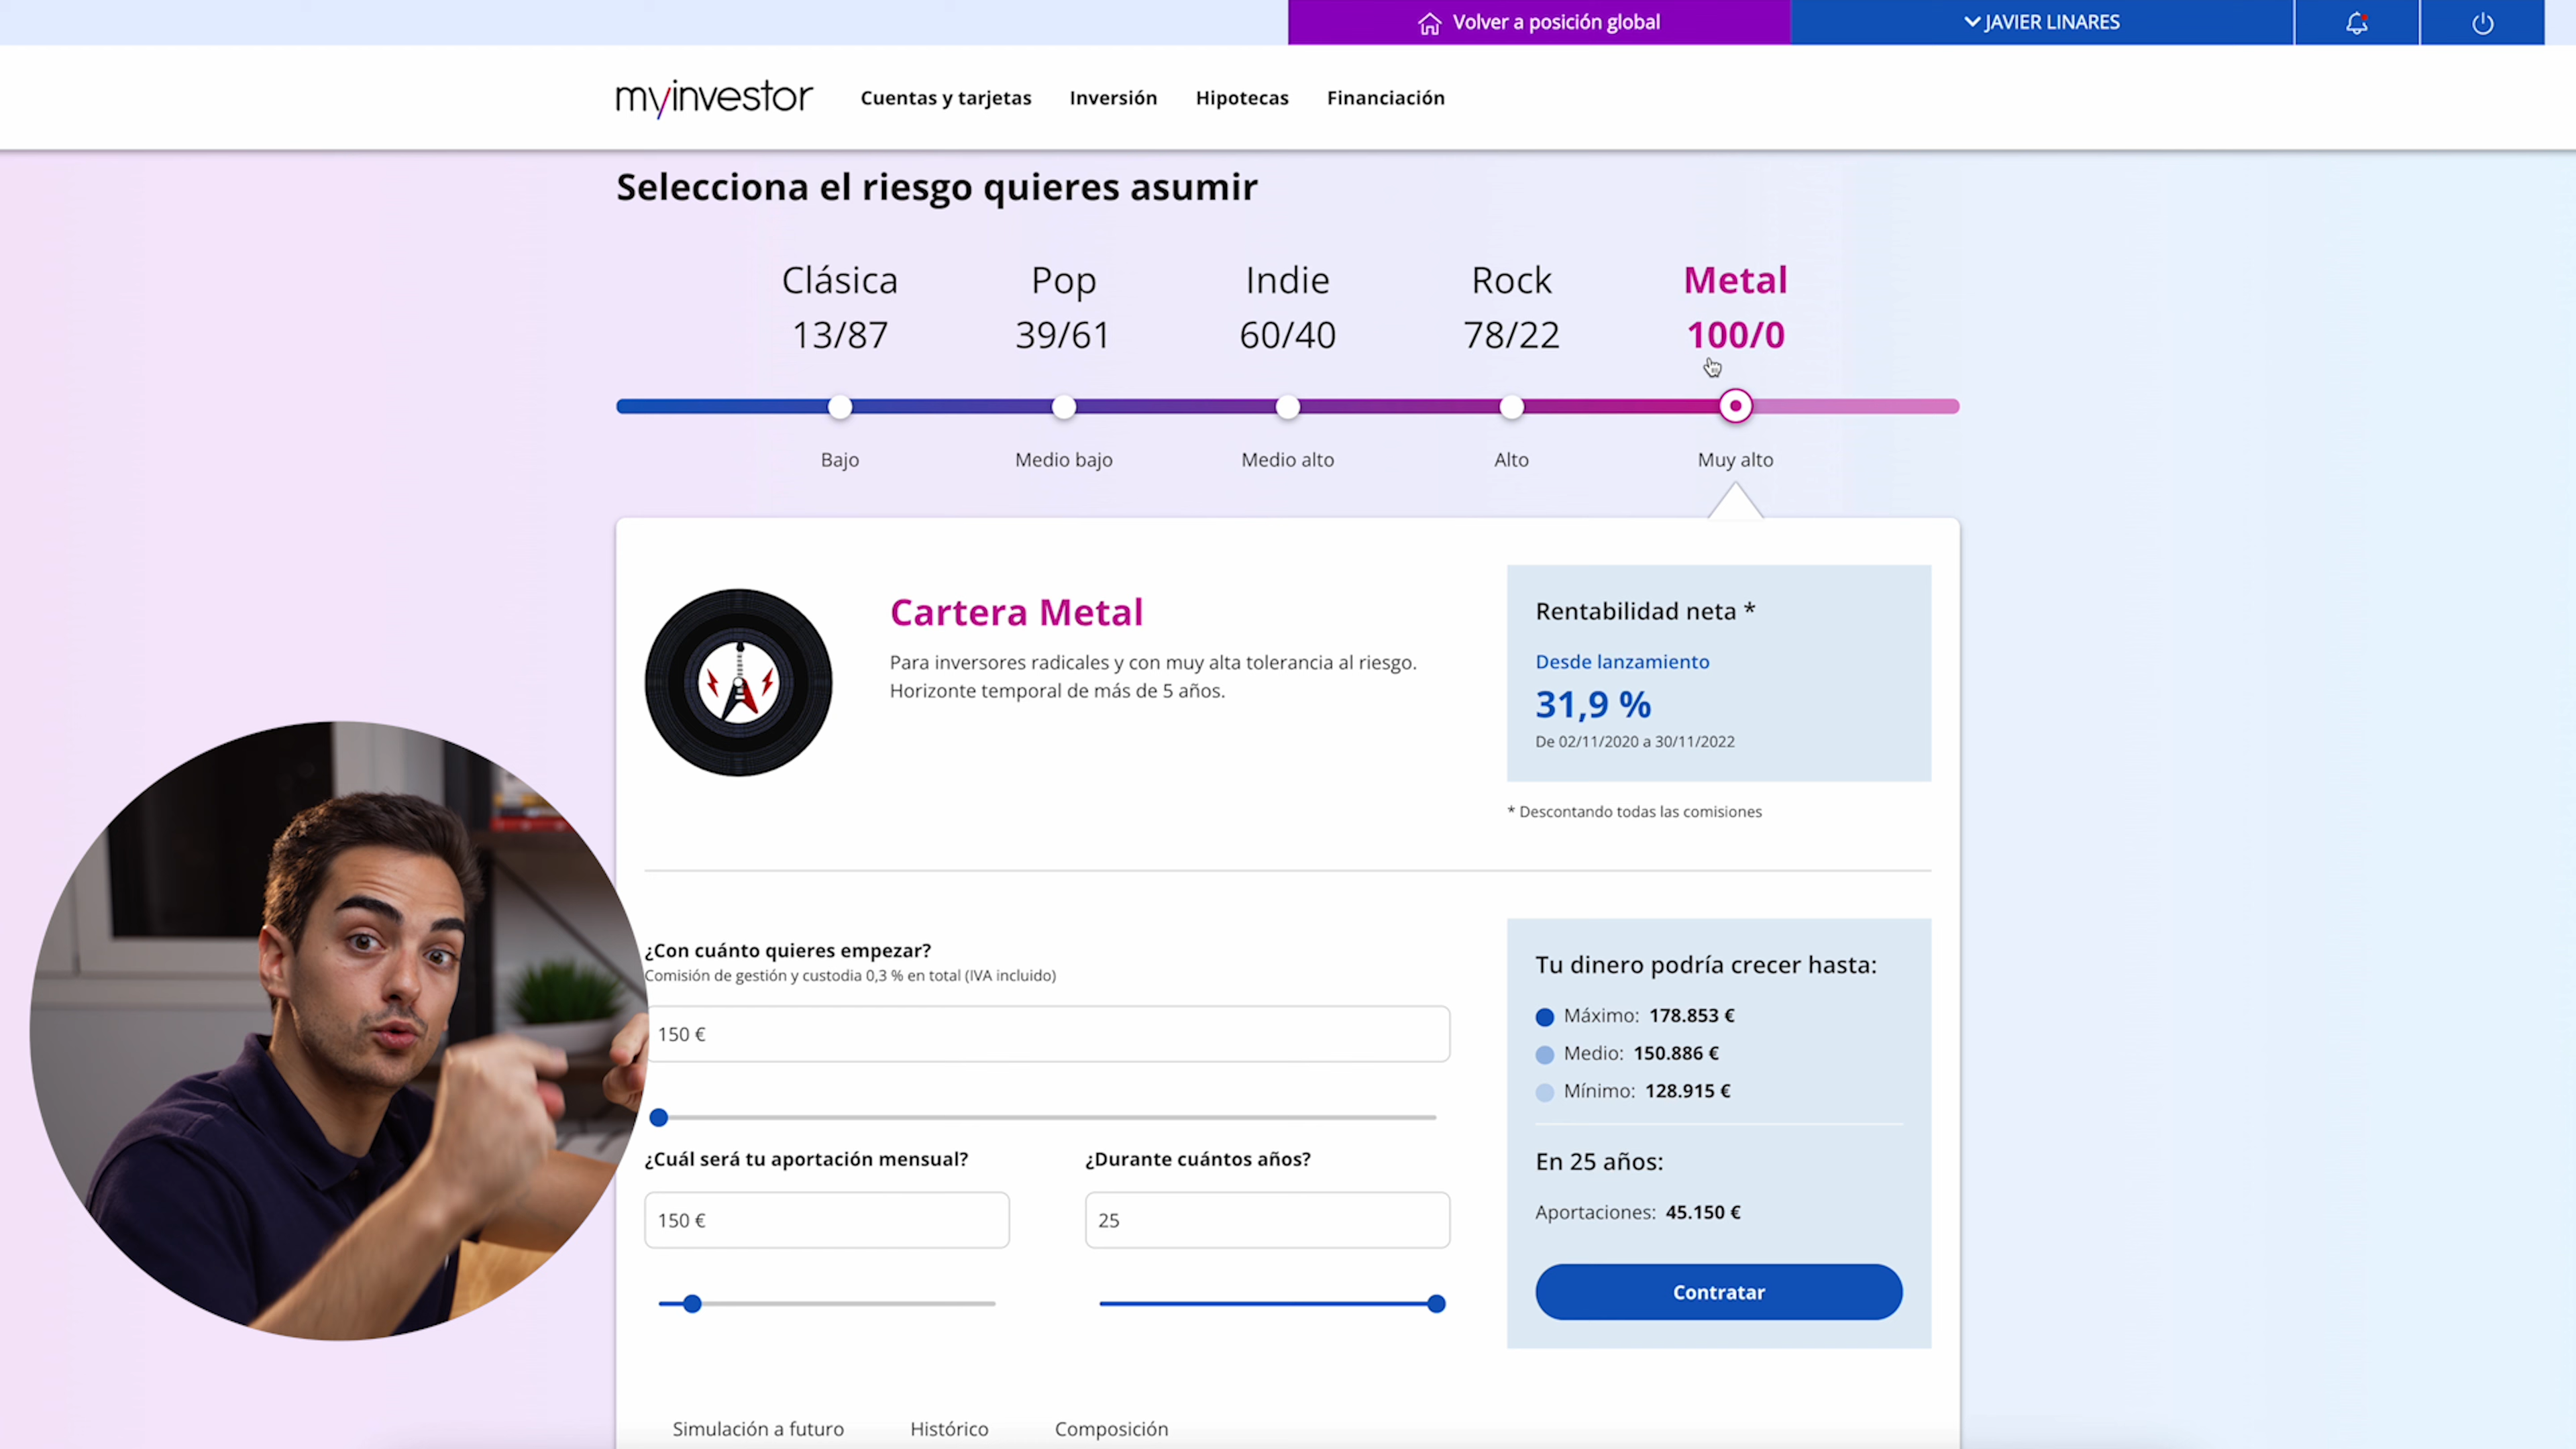 Volver a posición global
JAVIER LINARES
myinvestor
Cuentas y tarjetas
Inversión
Hipotecas
Financiación
Selecciona el riesgo quieres asumir
Clásica
Pop
Indie
Rock
Metal
13/87
39/61
60/40
78/22
100/0
Bajo
Medio bajo
Medio alto
Alto
Muy alto
Cartera Metal
Para inversores radicales y con muy alta tolerancia al riesgo.
Horizonte temporal de más de 5 años.
Rentabilidad neta *
Desde lanzamiento
31,9 %
De 02/11/2020 a 30/11/2022
* Descontando todas las comisiones
¿Con cuánto quieres empezar?
Comisión de gestión y custodia 0,3 % en total (IVA incluido)
150 €
¿Cuál será tu aportación mensual?
150 €
¿Durante cuántos años?
25
Tu dinero podría crecer hasta:
Máximo: 178.853 €
Medio: 150.886 €
Mínimo: 128.915 €
En 25 años:
Aportaciones: 45.150 €
Contratar
Simulación a futuro
Histórico
Composición